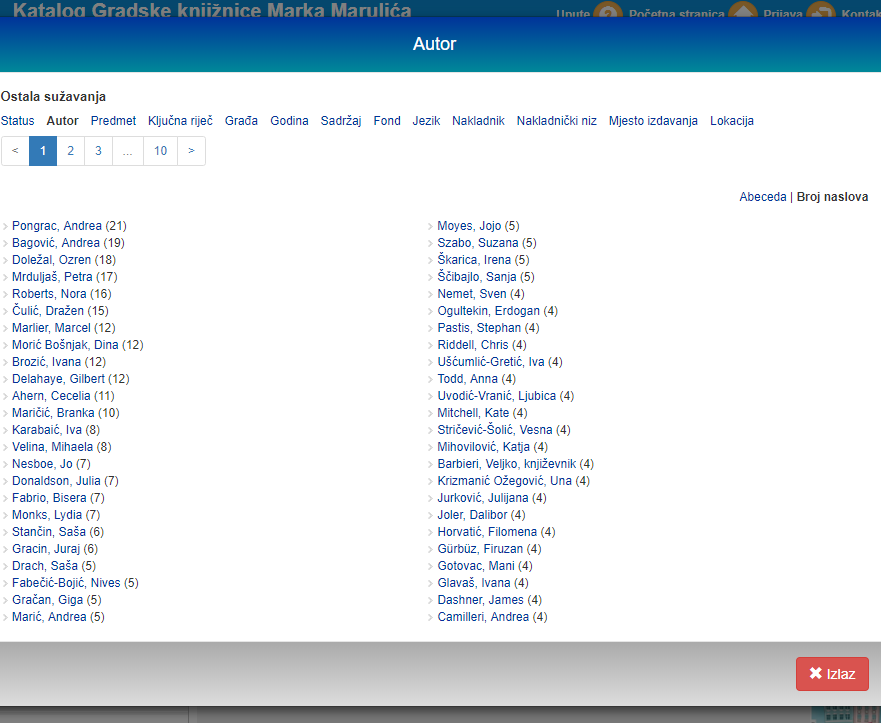 Katalog Gradske knjižnice Marka Marulića
Upute Početna stranica Prijava Kontak
Autor
Ostala sužavanja
Status Autor Predmet Ključna riječ Građa Godina Sadržaj Fond Jezik Nakladnik Nakladnički niz Mjesto izdavanja Lokacija
< 1 2 3 ... 10 >
Abeceda | Broj naslova
Pongrac, Andrea (21)
Bagović, Andrea (19)
Doležal, Ozren (18)
Mrduljaš, Petra (17)
Roberts, Nora (16)
Čulić, Dražen (15)
Marlier, Marcel (12)
Morić Bošnjak, Dina (12)
Brozić, Ivana (12)
Delahaye, Gilbert (12)
Ahern, Cecelia (11)
Maričić, Branka (10)
Karabaić, Iva (8)
Velina, Mihaela (8)
Nesboe, Jo (7)
Donaldson, Julia (7)
Fabrio, Bisera (7)
Monks, Lydia (7)
Stančin, Saša (6)
Gracin, Juraj (6)
Drach, Saša (5)
Fabečić-Bojić, Nives (5)
Gračan, Giga (5)
Marić, Andrea (5)
Moyes, Jojo (5)
Szabo, Suzana (5)
Škarica, Irena (5)
Ščibajlo, Sanja (5)
Nemet, Sven (4)
Ogultekin, Erdogan (4)
Pastis, Stephan (4)
Riddell, Chris (4)
Ušćumlić-Gretić, Iva (4)
Todd, Anna (4)
Uvodić-Vranić, Ljubica (4)
Mitchell, Kate (4)
Stričević-Šolić, Vesna (4)
Mihovilović, Katja (4)
Barbieri, Veljko, književnik (4)
Krizmanić Ožegović, Una (4)
Jurković, Julijana (4)
Joler, Dalibor (4)
Horvatić, Filomena (4)
Gürbüz, Firuzan (4)
Gotovac, Mani (4)
Glavaš, Ivana (4)
Dashner, James (4)
Camilleri, Andrea (4)
Izlaz